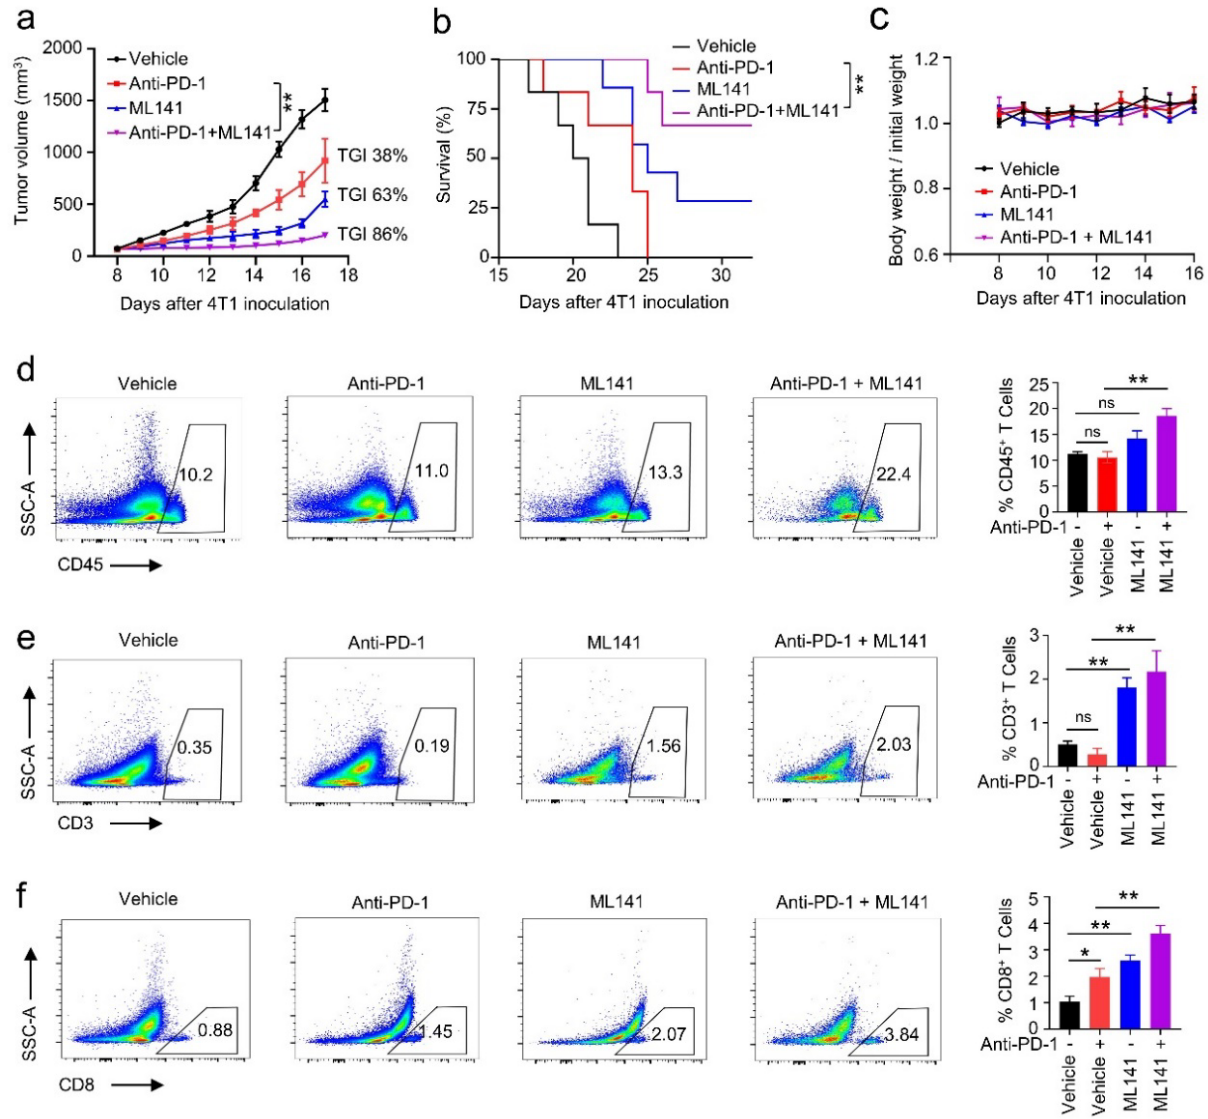 a
2000
1500
1000
500
0
Tumor volume (mm³)
Vehicle
Anti-PD-1
ML141
Anti-PD-1+ML141
**
TGI 38%
TGI 63%
TGI 86%
8 10 12 14 16 18
Days after 4T1 inoculation
b
100
75
50
25
0
Survival (%)
Vehicle
Anti-PD-1
ML141
Anti-PD-1+ML141
**
15 20 25 30
Days after 4T1 inoculation
c
1.2
1.0
0.8
0.6
Body weight / initial weight
Vehicle
Anti-PD-1
ML141
Anti-PD-1 + ML141
8 10 12 14 16
Days after 4T1 inoculation
d
Vehicle
Anti-PD-1
ML141
Anti-PD-1 + ML141
SSC-A
10.2
11.0
13.3
22.4
CD45
% CD45⁺ T Cells
25
20
15
10
5
0
ns
ns
**
Anti-PD-1 - + - +
Vehicle
Vehicle
ML141
ML141
e
Vehicle
Anti-PD-1
ML141
Anti-PD-1 + ML141
SSC-A
0.35
0.19
1.56
2.03
CD3
% CD3⁺ T Cells
3
2
1
0
ns
**
**
Anti-PD-1 - + - +
Vehicle
Vehicle
ML141
ML141
f
Vehicle
Anti-PD-1
ML141
Anti-PD-1 + ML141
SSC-A
0.88
1.45
2.07
3.84
CD8
% CD8⁺ T Cells
5
4
3
2
1
0
*
**
**
Anti-PD-1 - + - +
Vehicle
Vehicle
ML141
ML141